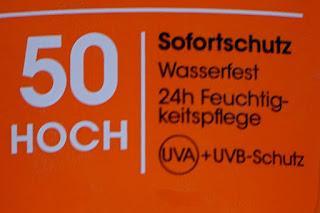 50
HOCH
Sofortschutz
Wasserfest
24h Feuchtig-
keitspflege
UVA+UVB-Schutz